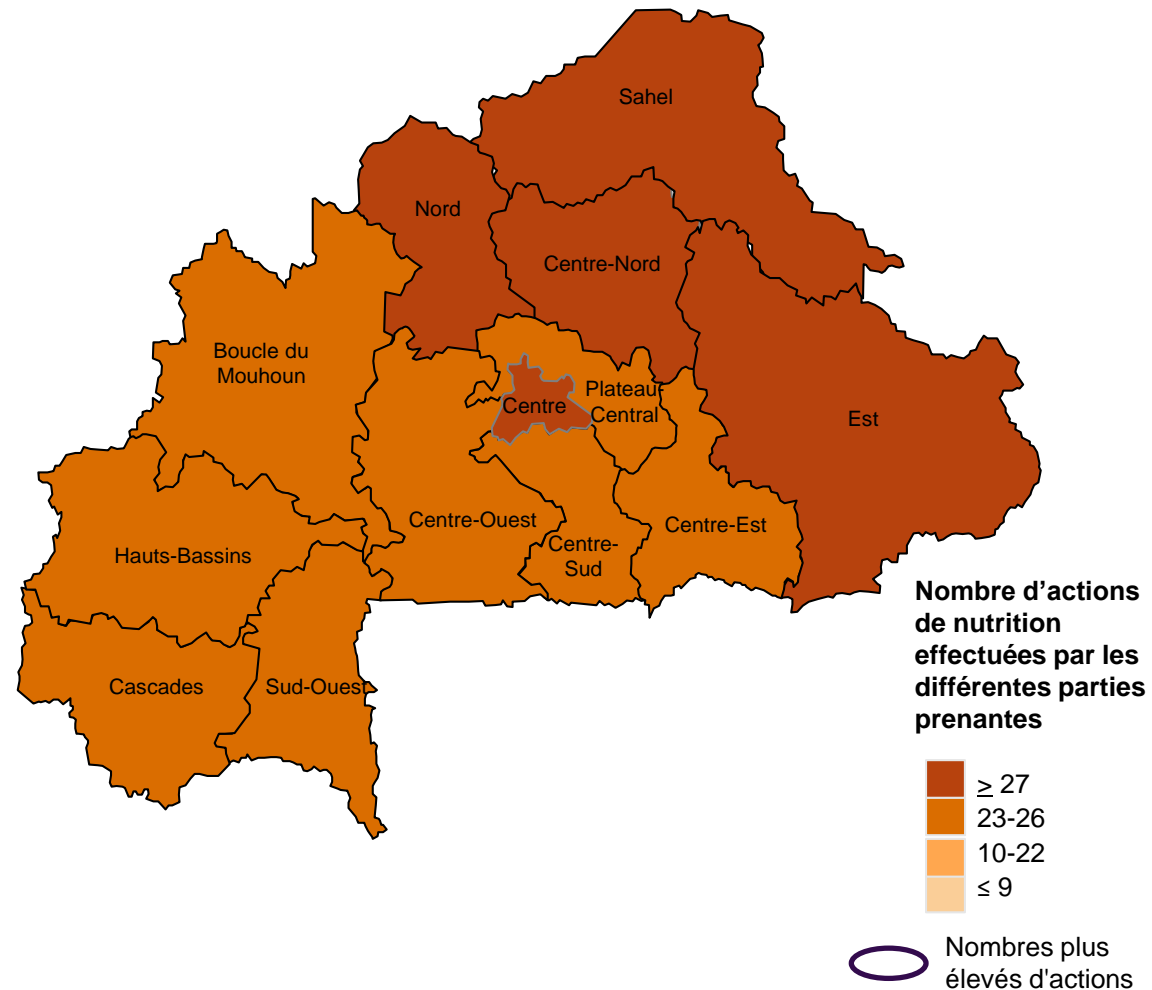 Sahel
Nord
Centre-Nord
Boucle du
Mouhoun
Plateau-
Central
Centre
Est
Centre-Ouest
Centre-Est
Centre-
Sud
Hauts-Bassins
Cascades
Sud-Ouest
Nombre d’actions
de nutrition
effectuées par les
différentes parties
prenantes
≥ 27
23-26
10-22
≤ 9
Nombres plus
élevés d'actions